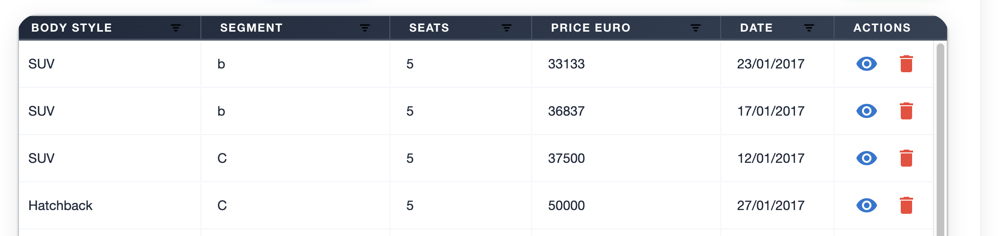 BODY STYLE SEGMENT SEATS PRICE EURO DATE ACTIONS
SUV b 5 33133 23/01/2017
SUV b 5 36837 17/01/2017
SUV C 5 37500 12/01/2017
Hatchback C 5 50000 27/01/2017